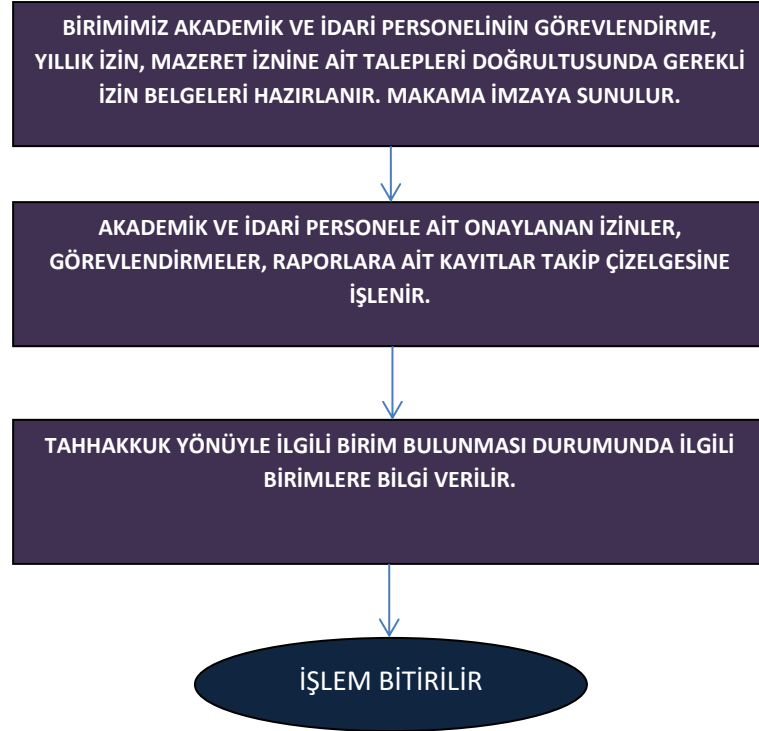 BİRİMİMİZ AKADEMİK VE İDARİ PERSONELİNİN GÖREVLENDİRME,
YILLIK İZİN, MAZERET İZNİNE AİT TALEPLERİ DOĞRULTUSUNDA GEREKLİ
İZİN BELGELERİ HAZIRLANIR. MAKAMA İMZAYA SUNULUR.
AKADEMİK VE İDARİ PERSONELE AİT ONAYLANAN İZİNLER,
GÖREVLENDİRMELER, RAPORLARA AİT KAYITLAR TAKİP ÇİZELGESİNE
İŞLENİR.
TAHHAKKUK YÖNÜYLE İLGİLİ BİRİM BULUNMASI DURUMUNDA İLGİLİ
BİRİMLERE BİLGİ VERİLİR.
İŞLEM BİTİRİLİR